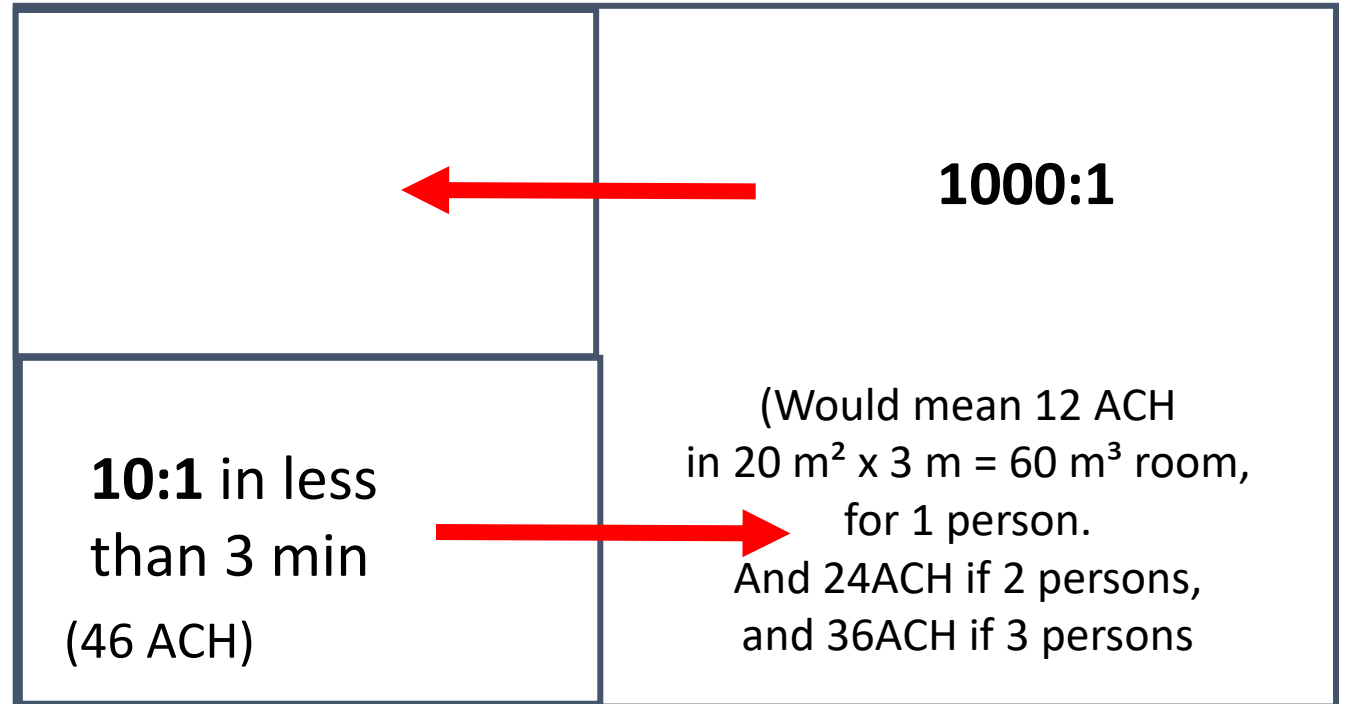 1000:1
10:1 in less
than 3 min
(46 ACH)
(Would mean 12 ACH
in 20 m² x 3 m = 60 m³ room,
for 1 person.
And 24ACH if 2 persons,
and 36ACH if 3 persons